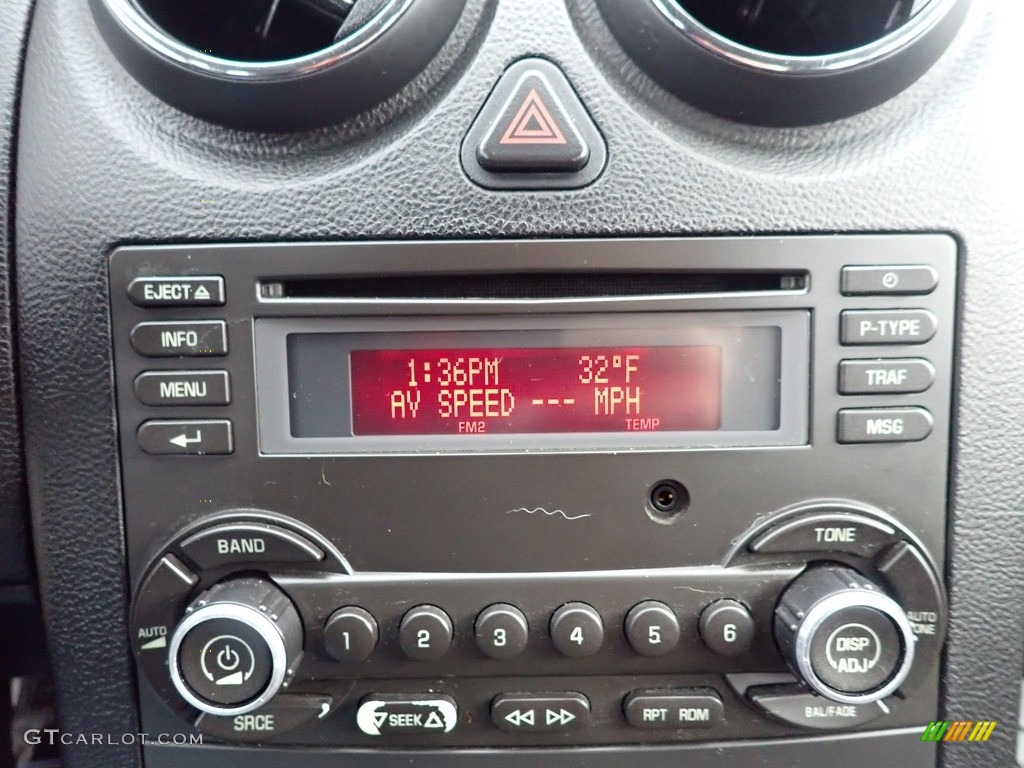 EJECT
INFO
MENU
P-TYPE
TRAF
MSG
1:36PM 32°F
AV SPEED --- MPH
FM2 TEMP
BAND
TONE
AUTO
1 2 3 4 5 6
AUTO
TONE
DISP
ADJ
SRCE
SEEK
RPT RDM
BAL/FADE
GTCARLOT.COM